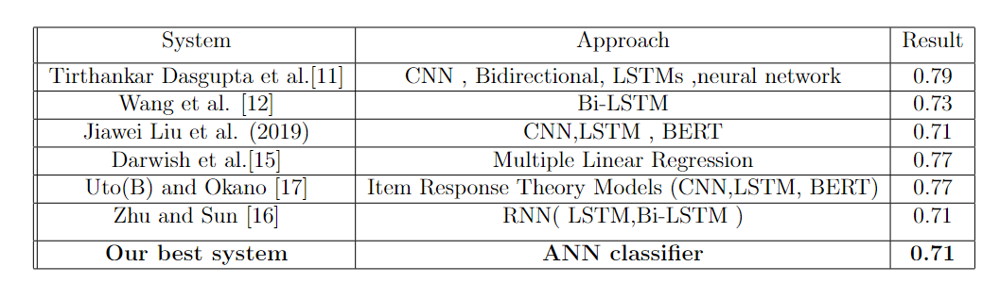 System Approach Result
Tirthankar Dasgupta et al.[11] CNN , Bidirectional, LSTMs ,neural network 0.79
Wang et al. [12] Bi-LSTM 0.73
Jiawei Liu et al. (2019) CNN,LSTM , BERT 0.71
Darwish et al.[15] Multiple Linear Regression 0.77
Uto(B) and Okano [17] Item Response Theory Models (CNN,LSTM, BERT) 0.77
Zhu and Sun [16] RNN( LSTM,Bi-LSTM ) 0.71
Our best system ANN classifier 0.71